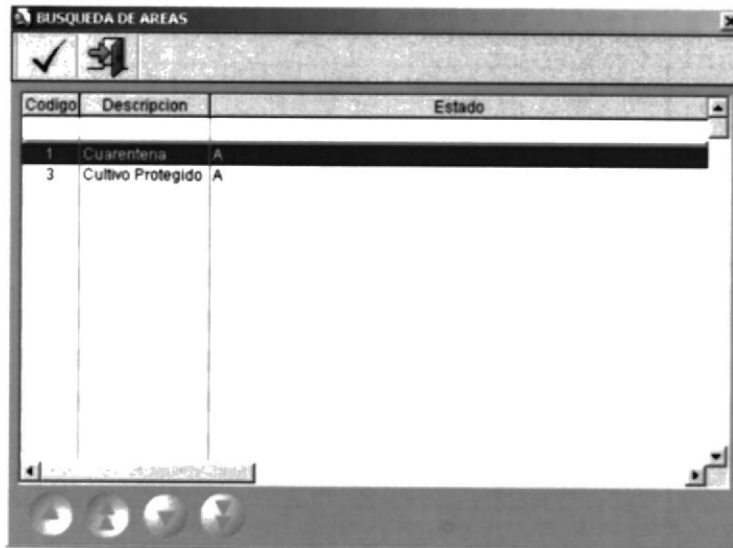 BUSQUEDA DE AREAS
Codigo Descripcion Estado
1 Cuarentena A
3 Cultivo Protegido A